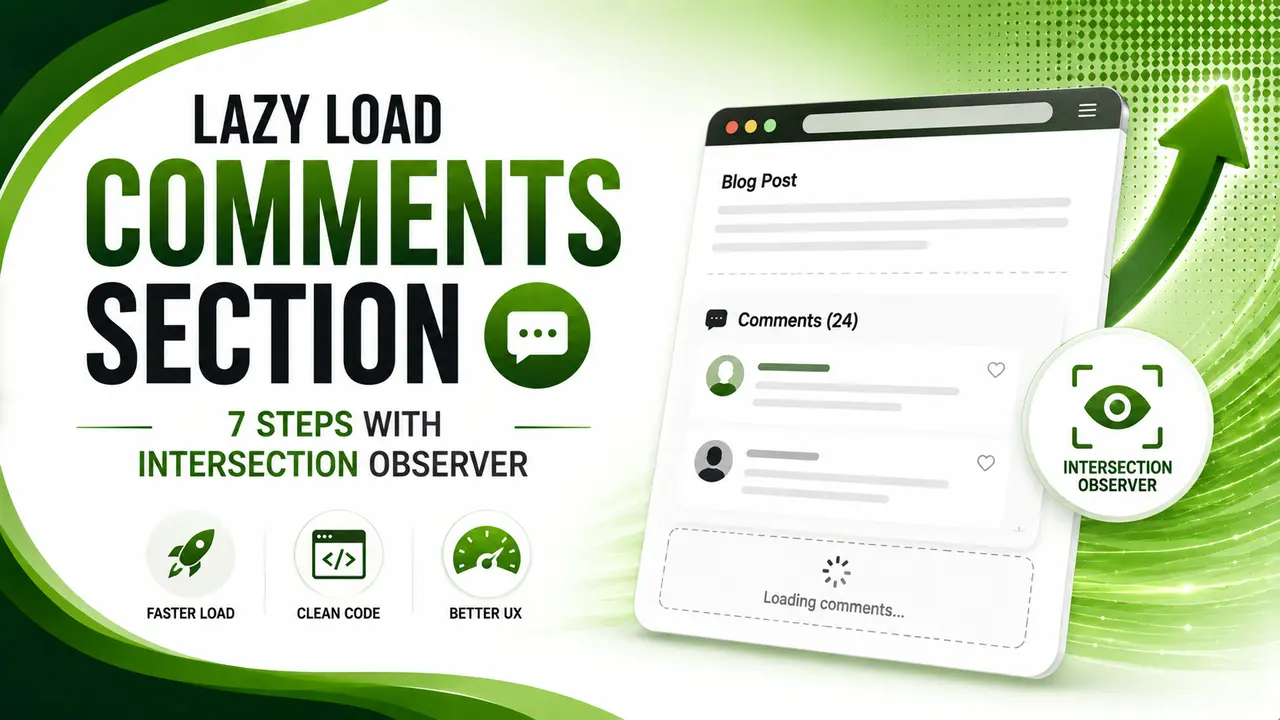 LAZY LOAD
COMMENTS
SECTION
7 STEPS WITH
INTERSECTION OBSERVER
FASTER LOAD
CLEAN CODE
BETTER UX
Blog Post
Comments (24)
Loading comments...
INTERSECTION
OBSERVER